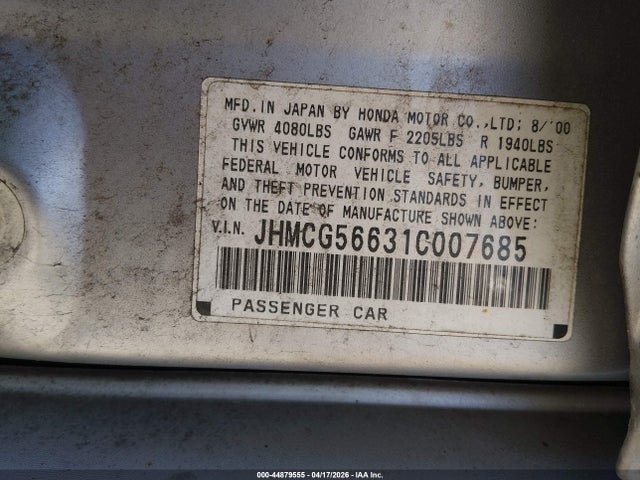 MFD. IN JAPAN BY HONDA MOTOR CO., LTD; 8/'00
GVWR 4080LBS GAWR F 2205LBS R 1940LBS
THIS VEHICLE CONFORMS TO ALL APPLICABLE
FEDERAL MOTOR VEHICLE SAFETY, BUMPER,
AND THEFT PREVENTION STANDARDS IN EFFECT
ON THE DATE OF MANUFACTURE SHOWN ABOVE:
V.I.N. JHMCG56631C007685
PASSENGER CAR
000-44879555 - 04/17/2026 - IAA Inc.